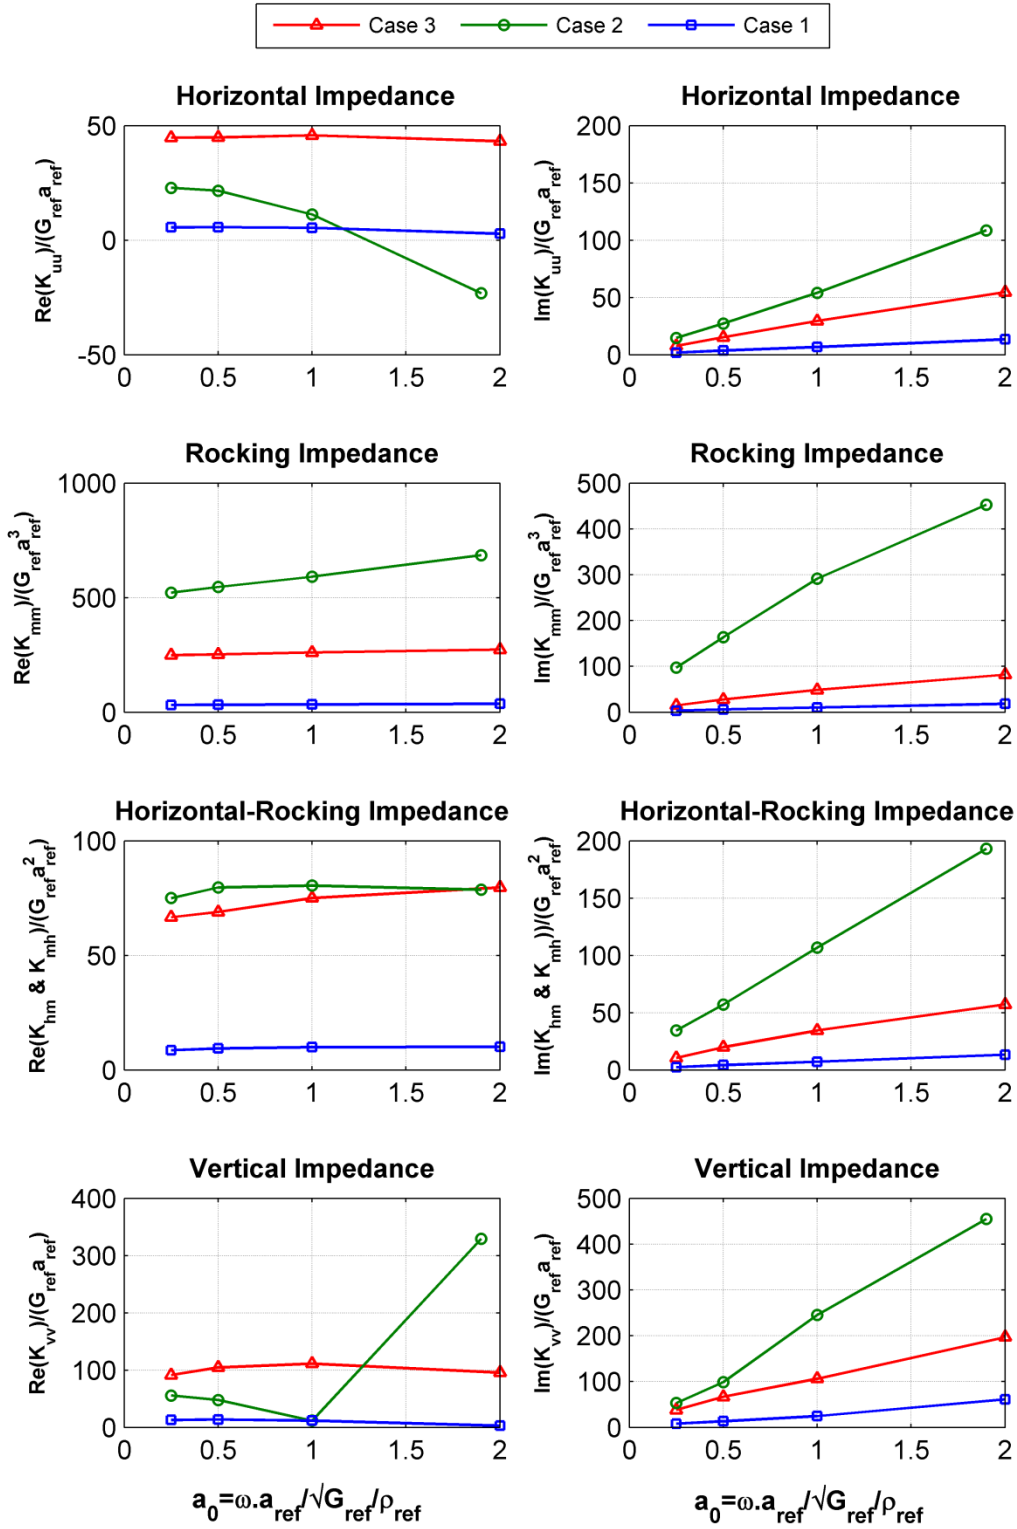 Case 3 Case 2 Case 1
Horizontal Impedance
Re(K_uu)/(G_ref a_ref)
50
0
-50
0 0.5 1 1.5 2
Horizontal Impedance
Im(K_uu)/(G_ref a_ref)
200
150
100
50
0
0 0.5 1 1.5 2
Rocking Impedance
Re(K_mm)/(G_ref a^3_ref)
1000
500
0
0 0.5 1 1.5 2
Rocking Impedance
Im(K_mm)/(G_ref a^3_ref)
500
400
300
200
100
0
0 0.5 1 1.5 2
Horizontal-Rocking Impedance
Re(K_hm & K_mh)/(G_ref a^2_ref)
100
50
0
0 0.5 1 1.5 2
Horizontal-Rocking Impedance
Im(K_hm & K_mh))/(G_ref a^2_ref)
200
150
100
50
0
0 0.5 1 1.5 2
Vertical Impedance
Re(K_vv)/(G_ref a_ref)
400
300
200
100
0
0 0.5 1 1.5 2
a_0=ω.a_ref/√G_ref/ρ_ref
Vertical Impedance
Im(K_vv)/(G_ref a_ref)
500
400
300
200
100
0
0 0.5 1 1.5 2
a_0=ω.a_ref/√G_ref/ρ_ref